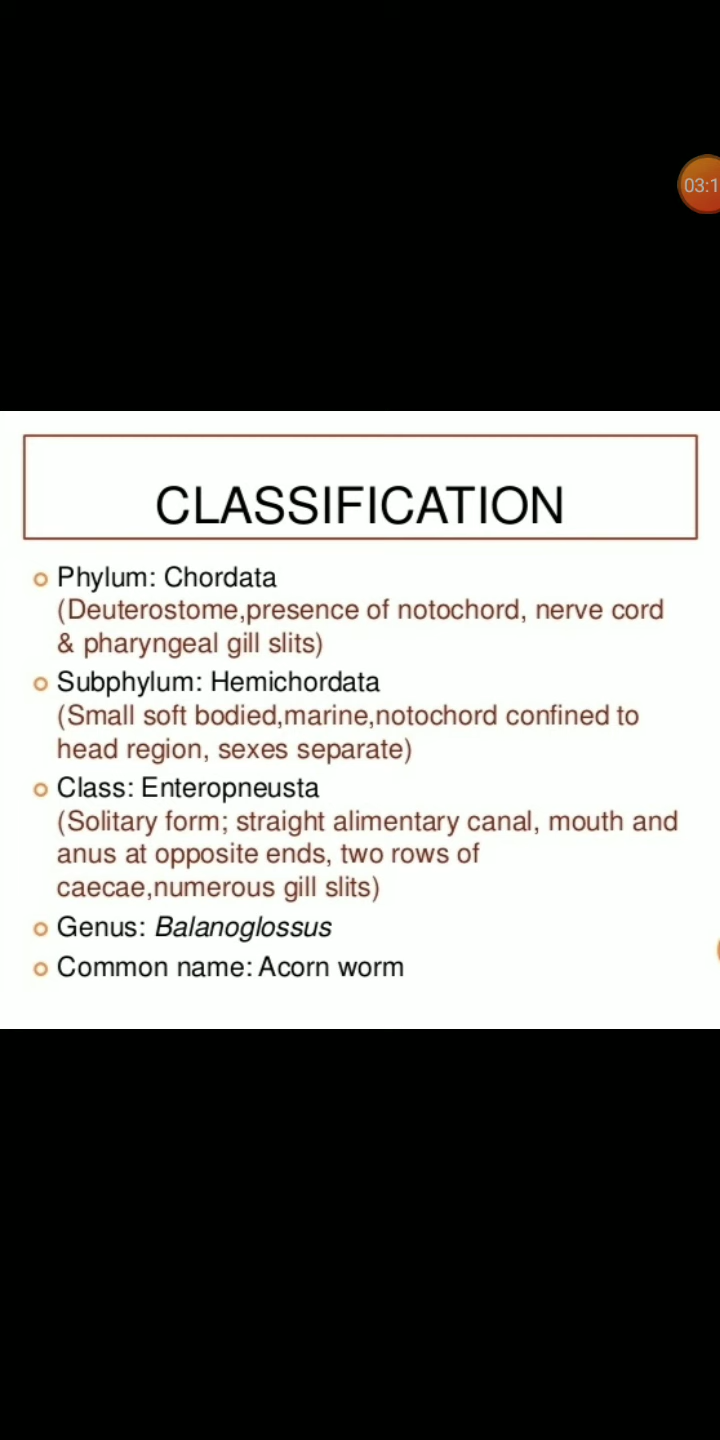 03:1
CLASSIFICATION
Phylum: Chordata
(Deuterostome,presence of notochord, nerve cord
& pharyngeal gill slits)
Subphylum: Hemichordata
(Small soft bodied,marine,notochord confined to
head region, sexes separate)
Class: Enteropneusta
(Solitary form; straight alimentary canal, mouth and
anus at opposite ends, two rows of
caecae,numerous gill slits)
Genus: Balanoglossus
Common name: Acorn worm